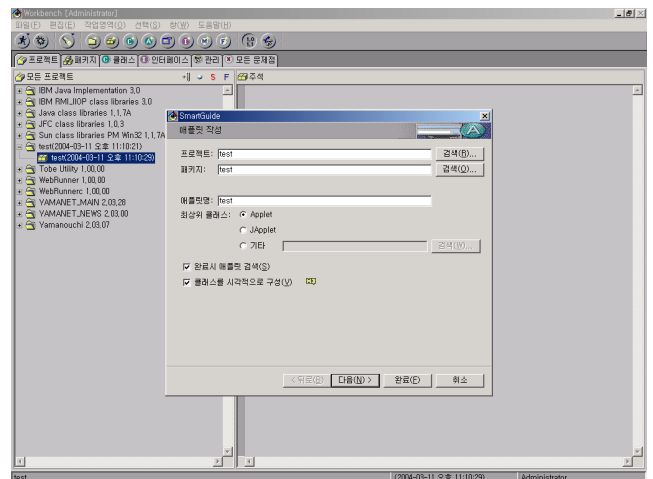 Workbench [Administrator]
파일(F) 편집(E) 작업영역(O) 선택(S) 창(W) 도움말(H)
프로젝트 패키지 클래스 인터페이스 관리 모든 문제점
모든 프로젝트 S F 주석
IBM Java Implementation 3,0
IBM RMI_IIOP class libraries 3,0
Java class libraries 1,1,7A
JFC class libraries 1,0,3
Sun class libraries PM Win32 1,1,7A
test(2004-03-11 오후 11:10:21)
test(2004-03-11 오후 11:10:29)
Tobe Utility 1,00,00
WebRunner 1,00,00
WebRunnerc 1,00,00
YAMANET_MAIN 2,03,28
YAMANET_NEWS 2,03,00
Yamanouchi 2,03,07
SmartGuide
애플릿 작성
프로젝트: test 검색(R)...
패키지: test 검색(O)...
애플릿명: test
최상위 클래스: Applet
JApplet
기타 검색(W)...
완료시 애플릿 검색(S)
클래스를 시각적으로 구성(V)
< 뒤로(B) 다음(N) > 완료(F) 취소
test (2004-03-11 오후 11:10:29) Administrator